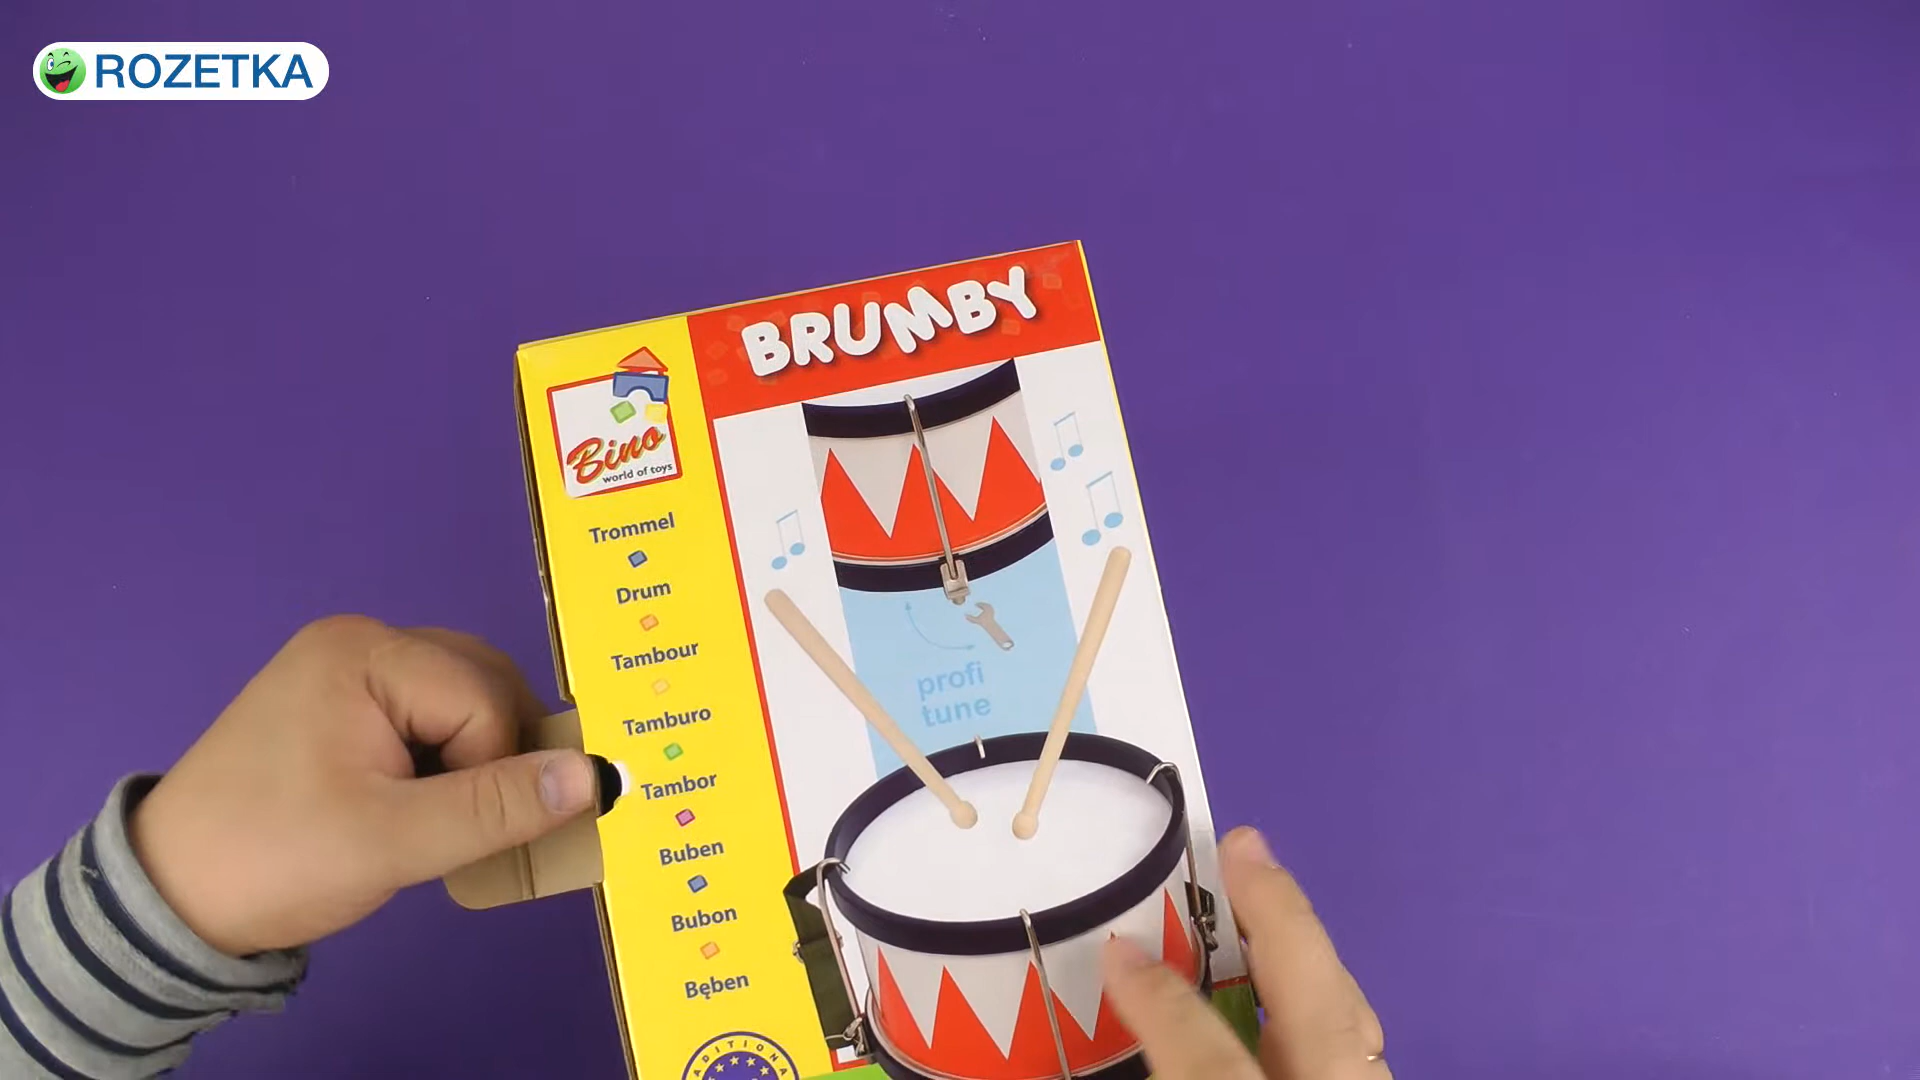 ROZETKA
BRUMBY
Bino
world of toys
Trommel
Drum
Tambour
Tamburo
Tambor
Buben
Bubon
Bęben
profi
tune